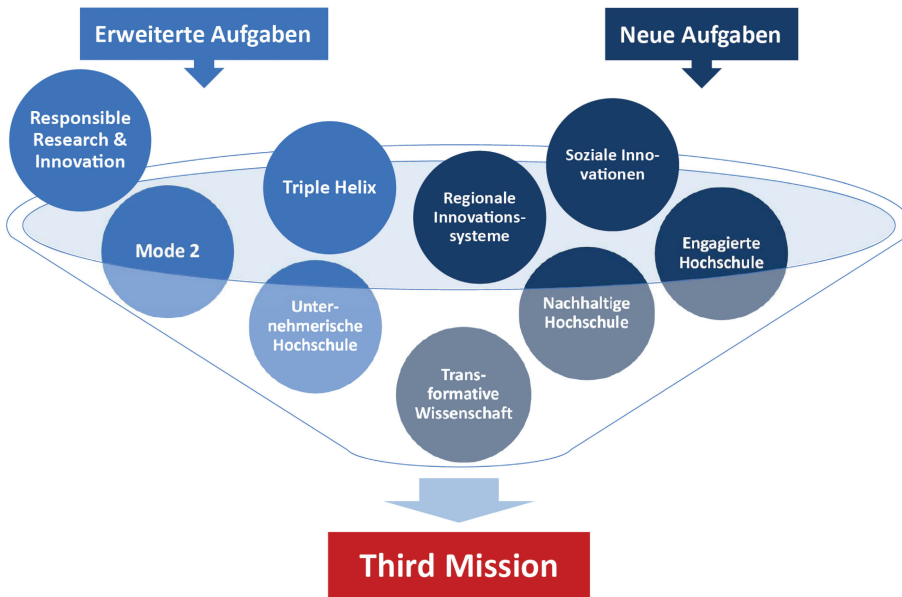 Erweiterte Aufgaben
Neue Aufgaben
Responsible
Research &
Innovation
Triple Helix
Soziale Inno-
vationen
Regionale
Innovations-
systeme
Mode 2
Engagierte
Hochschule
Unter-
nehmerische
Hochschule
Nachhaltige
Hochschule
Trans-
formative
Wissenschaft
Third Mission